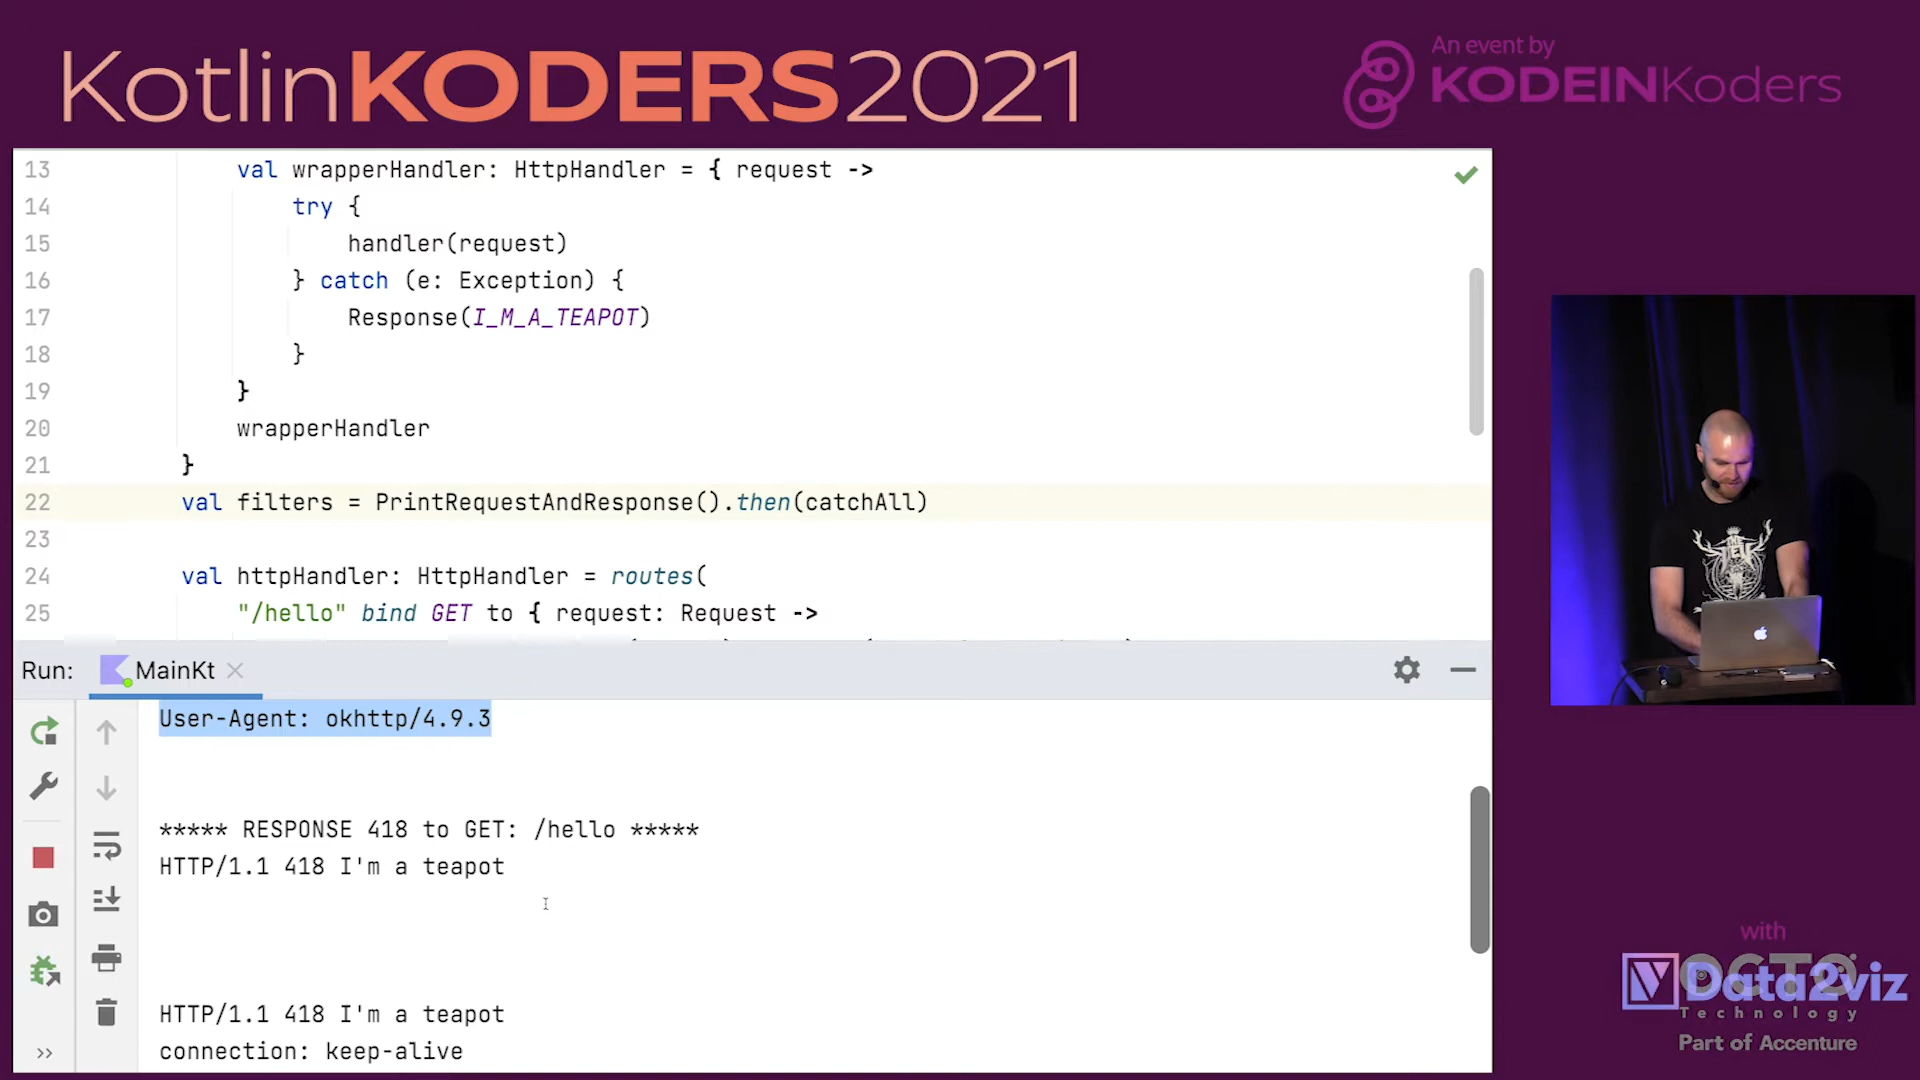 KotlinKODERS2021
An event by
KODEINKoders
13 val wrapperHandler: HttpHandler = { request ->
14 try {
15 handler(request)
16 } catch (e: Exception) {
17 Response(I_M_A_TEAPOT)
18 }
19 }
20 wrapperHandler
21 }
22 val filters = PrintRequestAndResponse().then(catchAll)
23
24 val httpHandler: HttpHandler = routes(
25 "/hello" bind GET to { request: Request ->
Run: MainKt
User-Agent: okhttp/4.9.3
***** RESPONSE 418 to GET: /hello *****
HTTP/1.1 418 I'm a teapot
HTTP/1.1 418 I'm a teapot
connection: keep-alive
with
OCTO
Data2viz
Technology
Part of Accenture